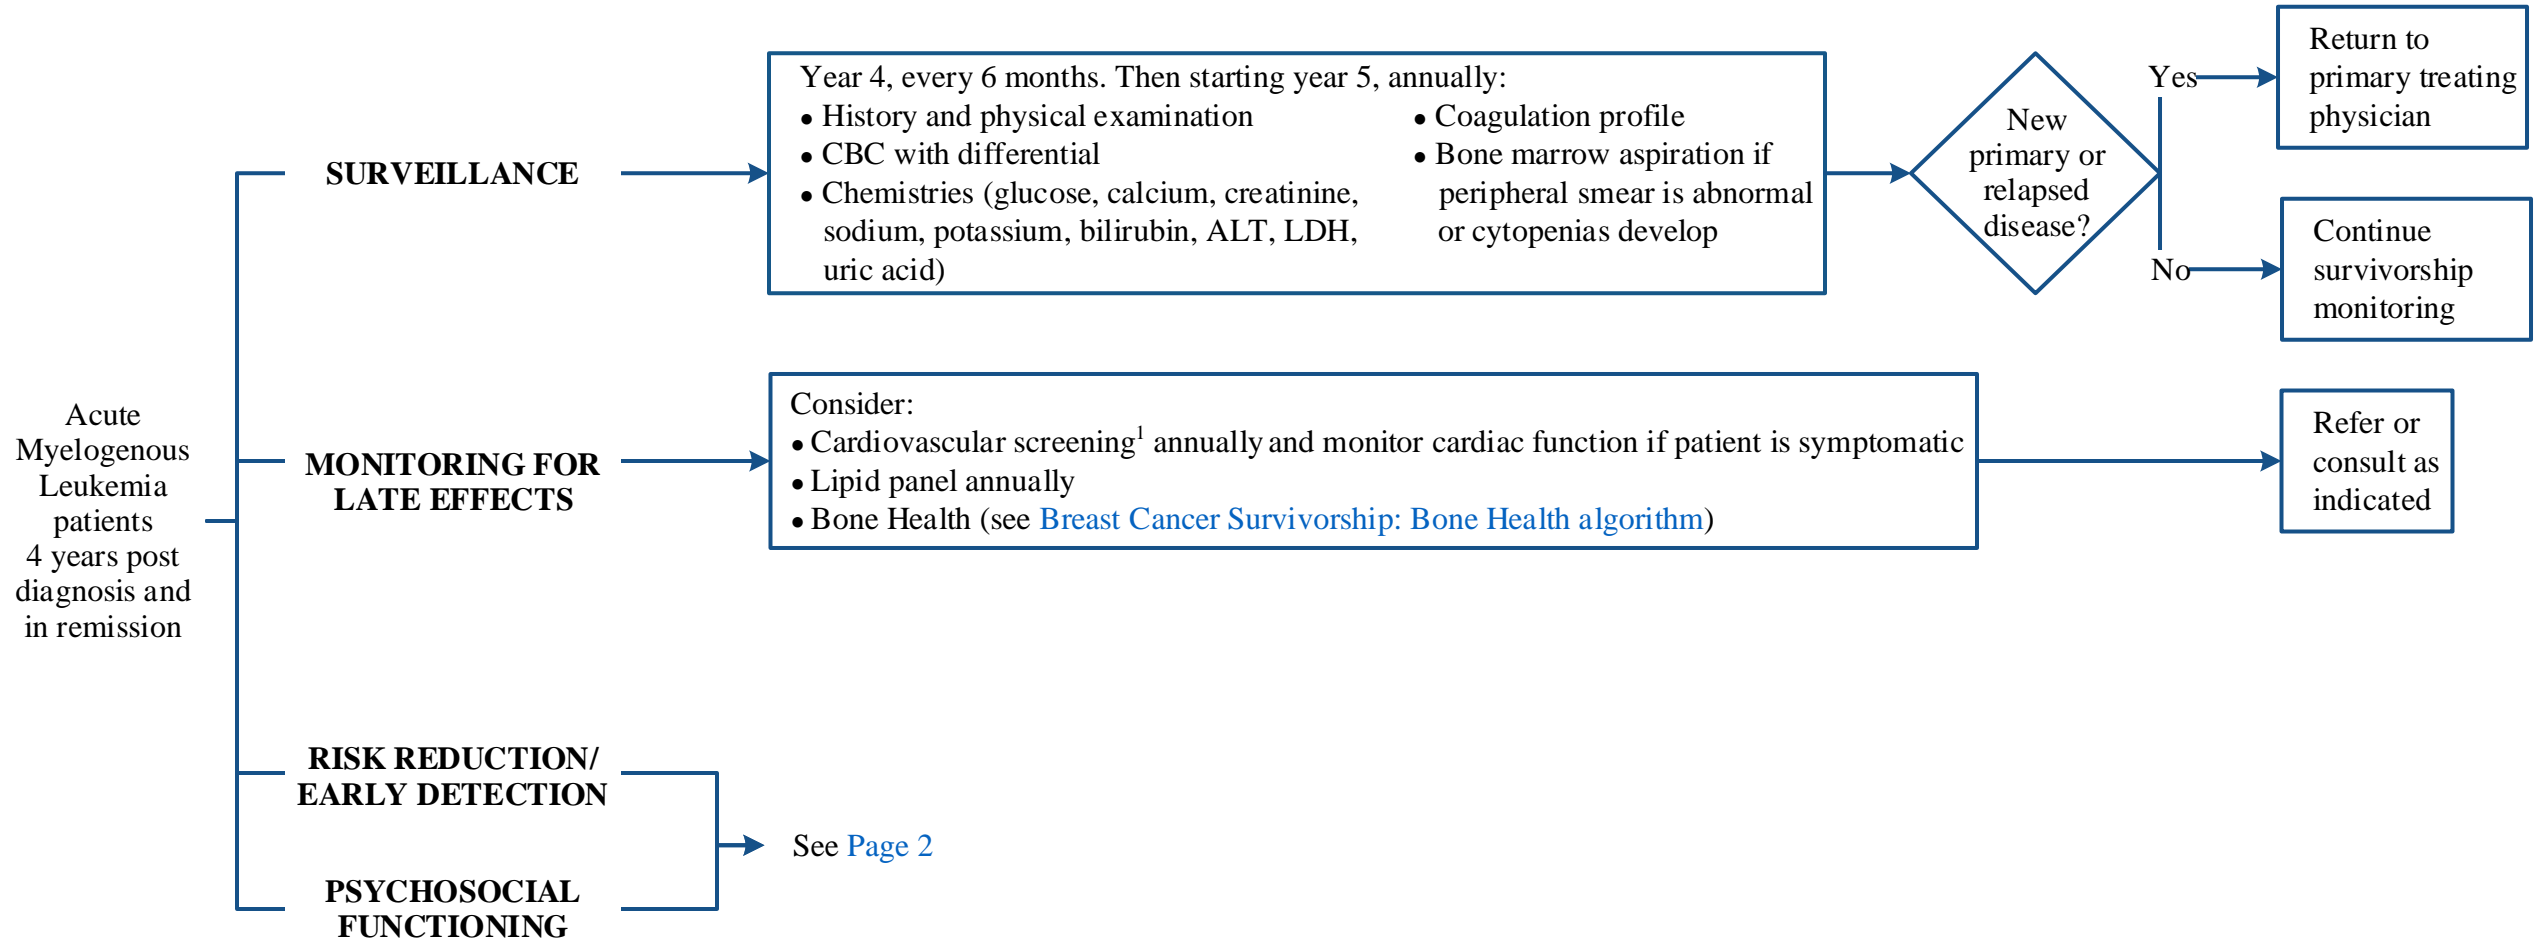 Acute
Myelogenous
Leukemia
patients
4 years post
diagnosis and
in remission
SURVEILLANCE
Year 4, every 6 months. Then starting year 5, annually:
● History and physical examination
● CBC with differential
● Chemistries (glucose, calcium, creatinine,
sodium, potassium, bilirubin, ALT, LDH,
uric acid)
● Coagulation profile
● Bone marrow aspiration if
peripheral smear is abnormal
or cytopenias develop
New
primary or
relapsed
disease?
Yes
Return to
primary treating
physician
No
Continue
survivorship
monitoring
MONITORING FOR
LATE EFFECTS
Consider:
● Cardiovascular screening¹ annually and monitor cardiac function if patient is symptomatic
● Lipid panel annually
● Bone Health (see Breast Cancer Survivorship: Bone Health algorithm)
Refer or
consult as
indicated
RISK REDUCTION/
EARLY DETECTION
PSYCHOSOCIAL
FUNCTIONING
See Page 2